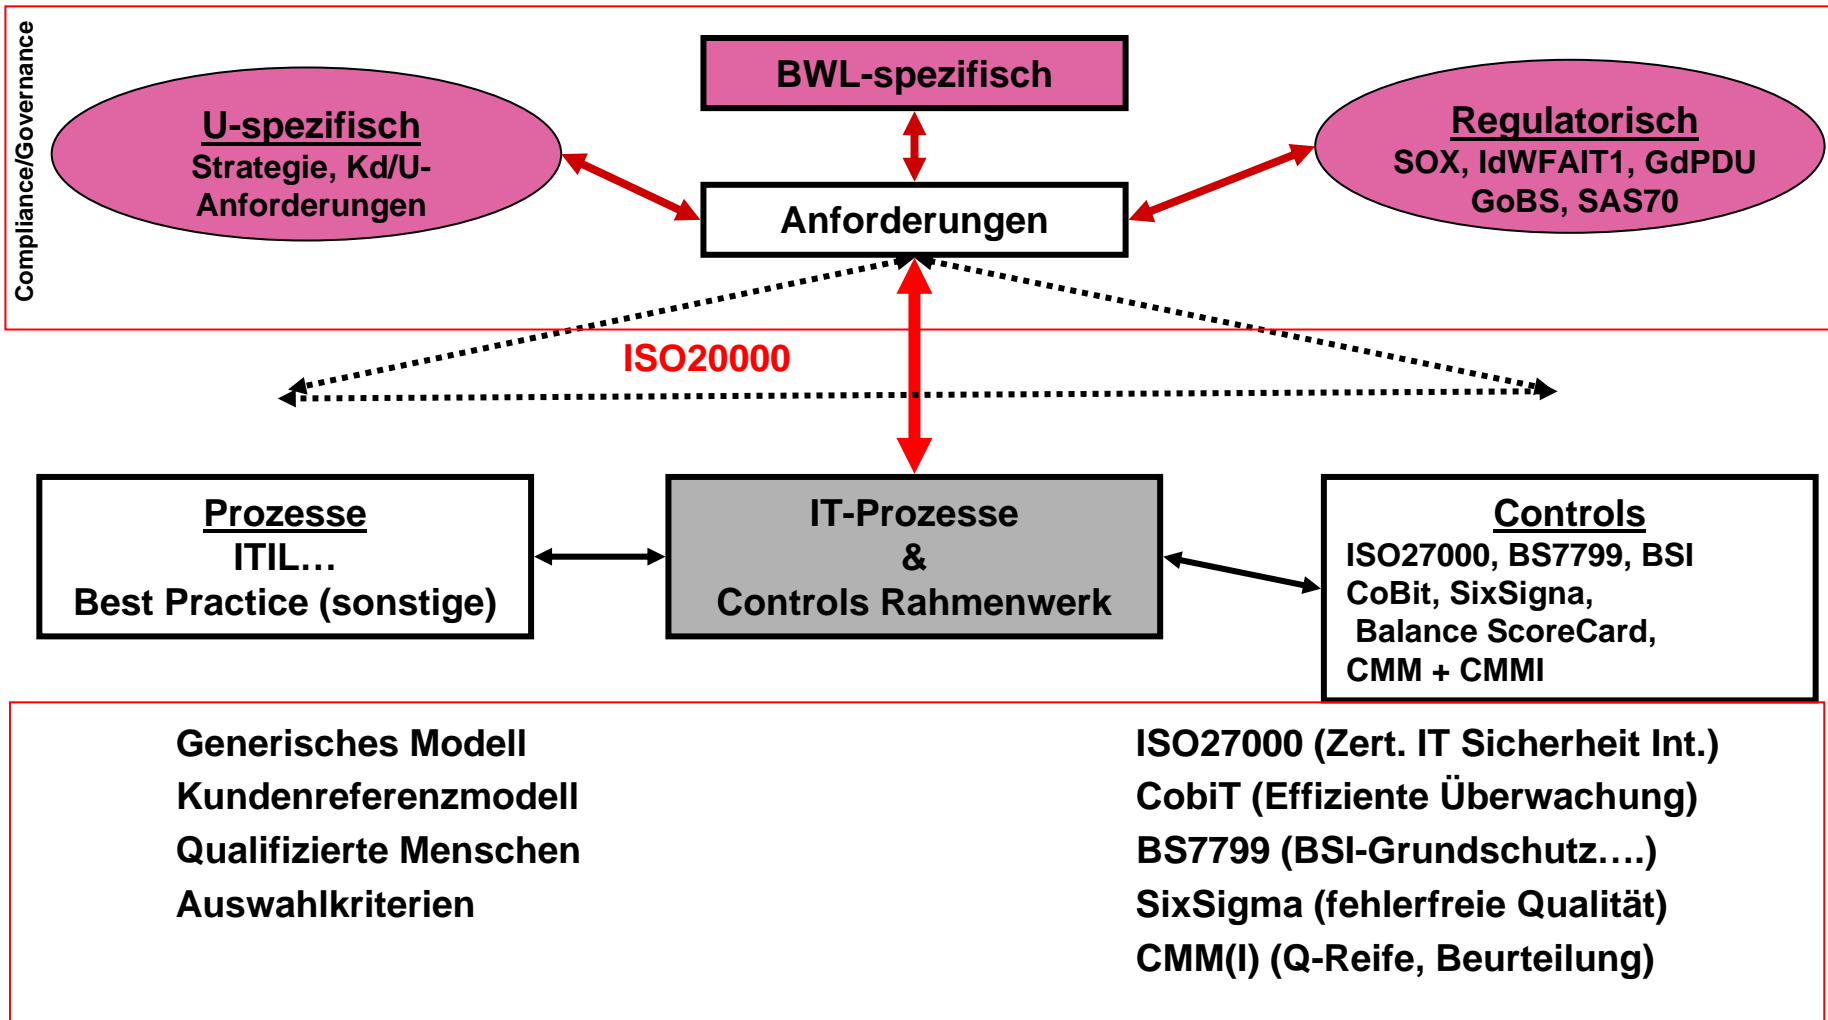 Compliance/Governance
BWL-spezifisch
U-spezifisch
Strategie, Kd/U-
Anforderungen
Regulatorisch
SOX, IdWFAIT1, GdPDU
GoBS, SAS70
Anforderungen
ISO20000
Prozesse
ITIL…
Best Practice (sonstige)
IT-Prozesse
&
Controls Rahmenwerk
Controls
ISO27000, BS7799, BSI
CoBit, SixSigna,
Balance ScoreCard,
CMM + CMMI
Generisches Modell
Kundenreferenzmodell
Qualifizierte Menschen
Auswahlkriterien
ISO27000 (Zert. IT Sicherheit Int.)
CobiT (Effiziente Überwachung)
BS7799 (BSI-Grundschutz….)
SixSigma (fehlerfreie Qualität)
CMM(I) (Q-Reife, Beurteilung)